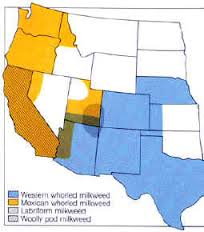 Western whorled milkweed
Mexican whorled milkweed
Labriform milkweed
Woolly pod milkweed